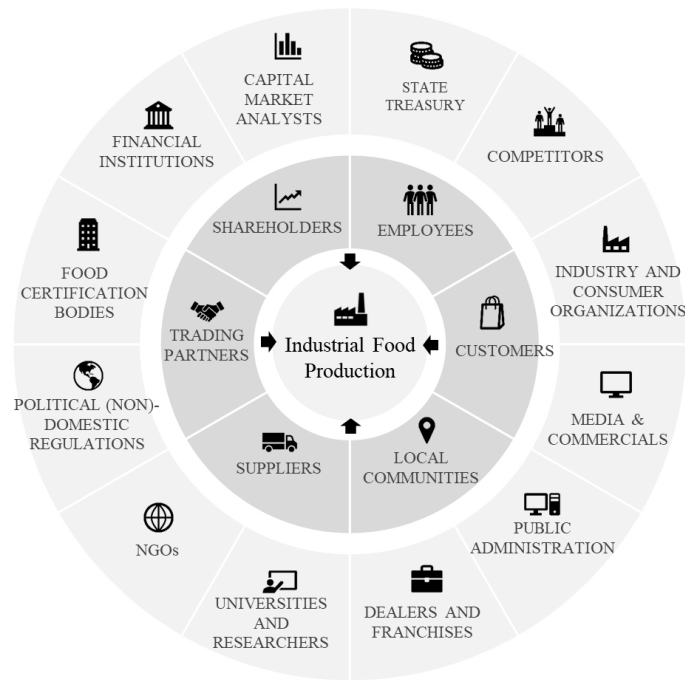 CAPITAL
MARKET
ANALYSTS
STATE
TREASURY
FINANCIAL
INSTITUTIONS
COMPETITORS
SHAREHOLDERS
EMPLOYEES
FOOD
CERTIFICATION
BODIES
INDUSTRY AND
CONSUMER
ORGANIZATIONS
TRADING
PARTNERS
Industrial Food
Production
CUSTOMERS
POLITICAL (NON)-
DOMESTIC
REGULATIONS
MEDIA &
COMMERCIALS
SUPPLIERS
LOCAL
COMMUNITIES
NGOs
PUBLIC
ADMINISTRATION
UNIVERSITIES
AND
RESEARCHERS
DEALERS AND
FRANCHISES